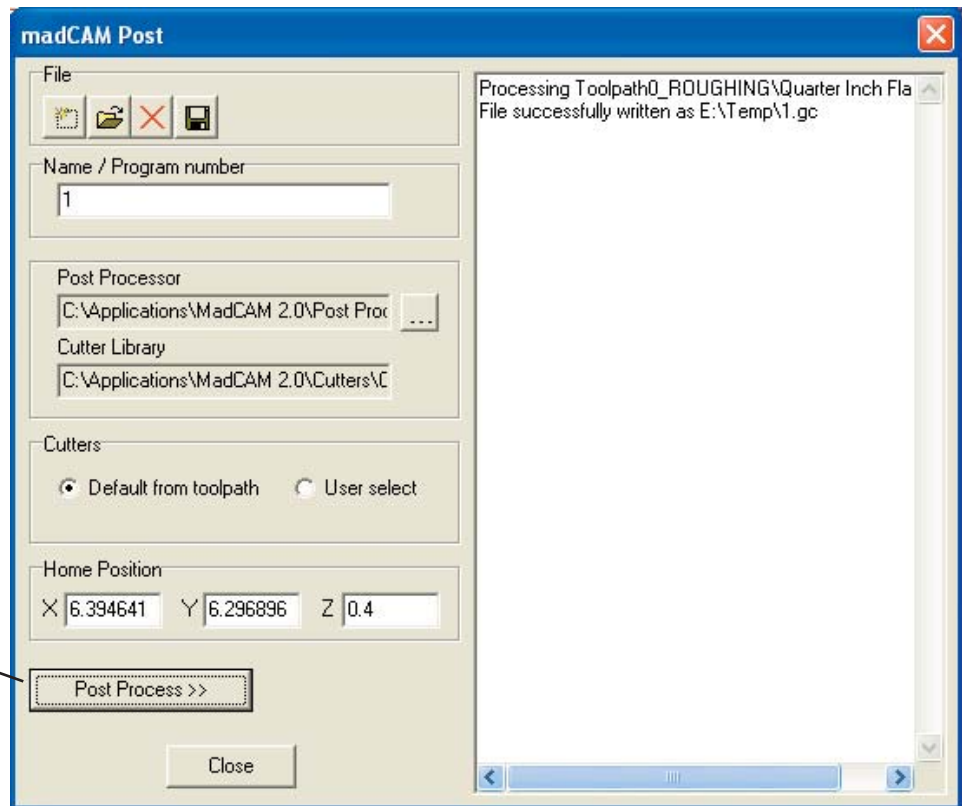 madCAM Post
File
Name / Program number
1
Post Processor
C:\Applications\MadCAM 2.0\Post Proc
...
Cutter Library
C:\Applications\MadCAM 2.0\Cutters\C
Cutters
Default from toolpath
User select
Home Position
X 6.394641 Y 6.296896 Z 0.4
Post Process >>
Close
Processing Toolpath0_ROUGHING\Quarter Inch Fla
File successfully written as E:\Temp\1.gc